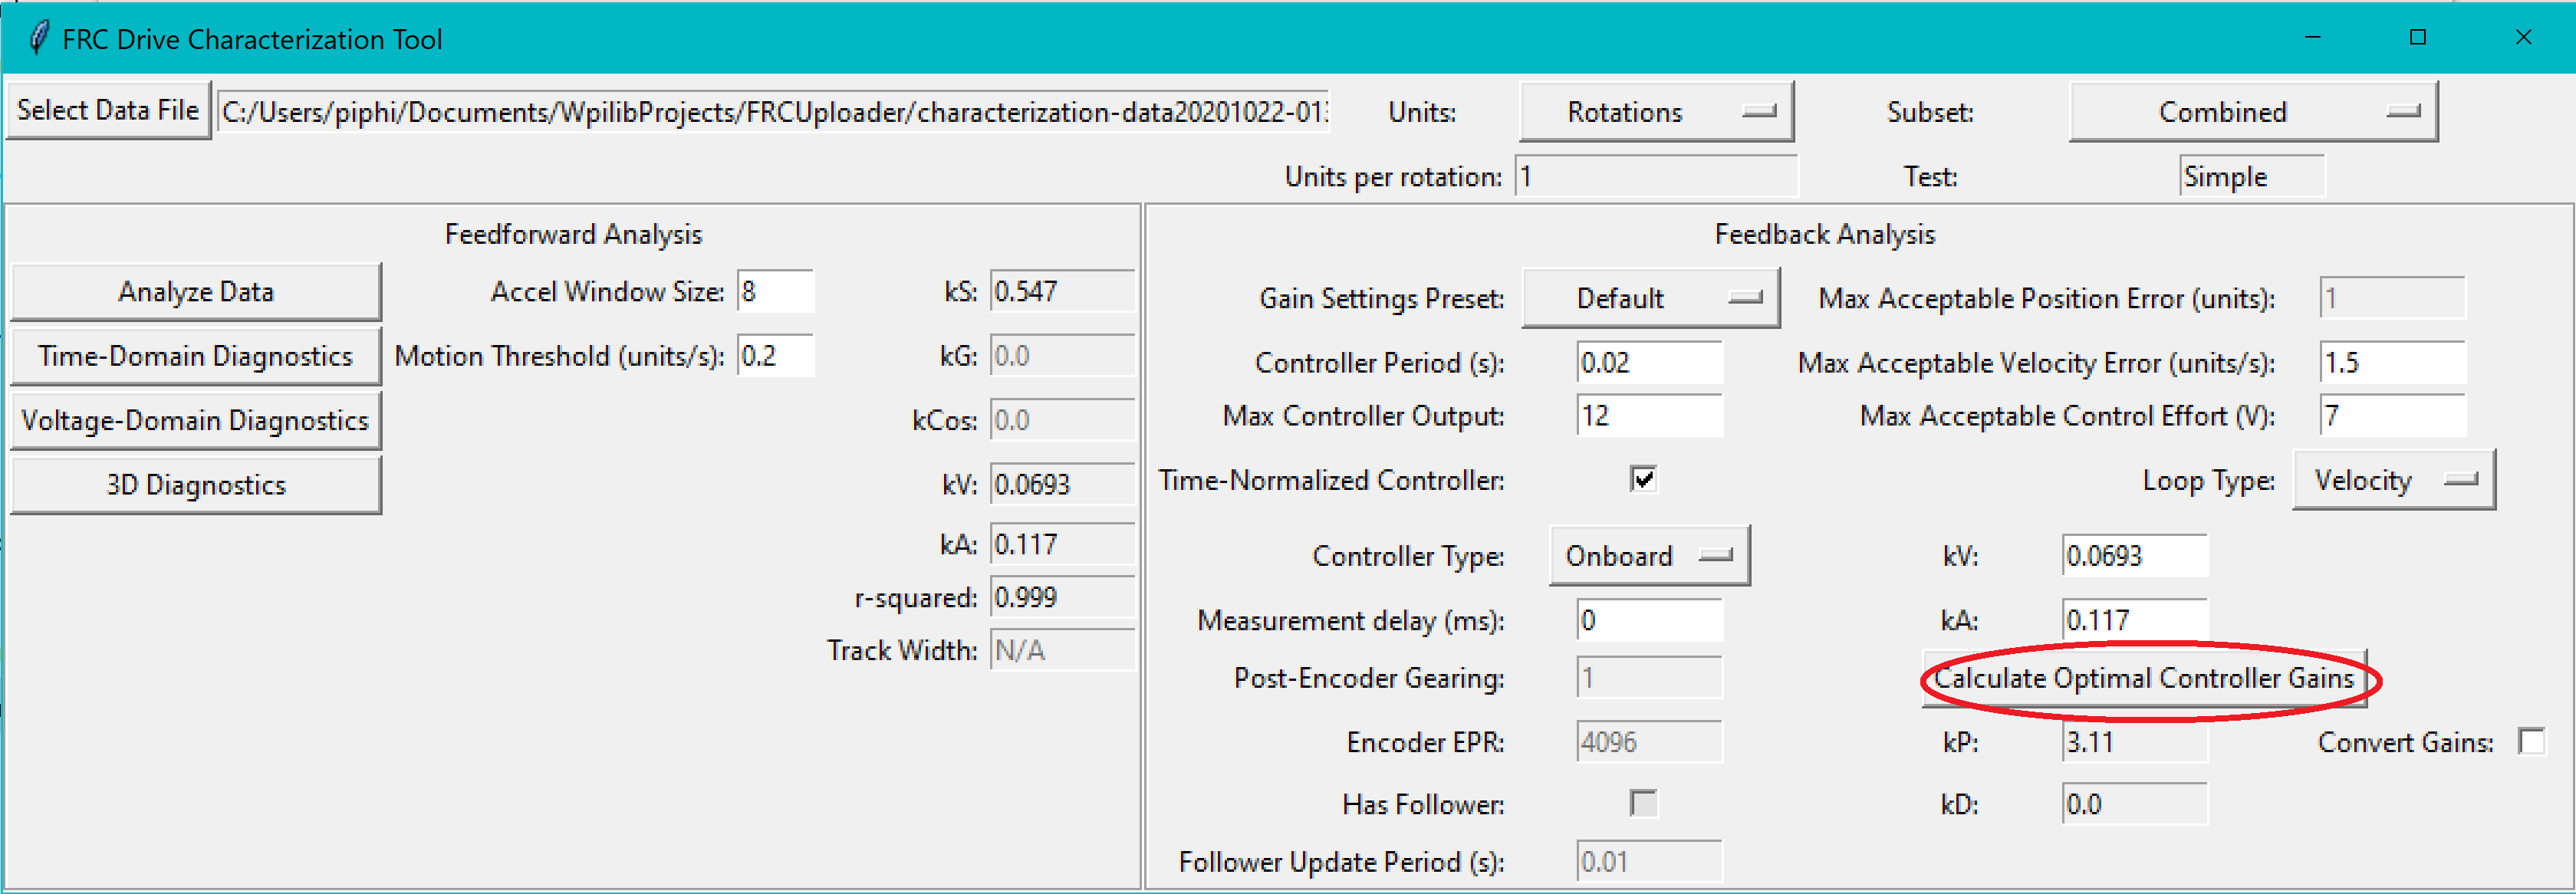 FRC Drive Characterization Tool
Select Data File C:/Users/piphi/Documents/WpilibProjects/FRCUploader/characterization-data20201022-01 Units: Rotations Subset: Combined
Units per rotation: 1 Test: Simple
Feedforward Analysis
Analyze Data Accel Window Size: 8 kS: 0.547
Time-Domain Diagnostics Motion Threshold (units/s): 0.2 kG: 0.0
Voltage-Domain Diagnostics kCos: 0.0
3D Diagnostics kV: 0.0693
kA: 0.117
r-squared: 0.999
Track Width: N/A
Feedback Analysis
Gain Settings Preset: Default Max Acceptable Position Error (units): 1
Controller Period (s): 0.02 Max Acceptable Velocity Error (units/s): 1.5
Max Controller Output: 12 Max Acceptable Control Effort (V): 7
Time-Normalized Controller: Loop Type: Velocity
Controller Type: Onboard kV: 0.0693
Measurement delay (ms): 0 kA: 0.117
Post-Encoder Gearing: 1 Calculate Optimal Controller Gains
Encoder EPR: 4096 kP: 3.11 Convert Gains:
Has Follower: kD: 0.0
Follower Update Period (s): 0.01